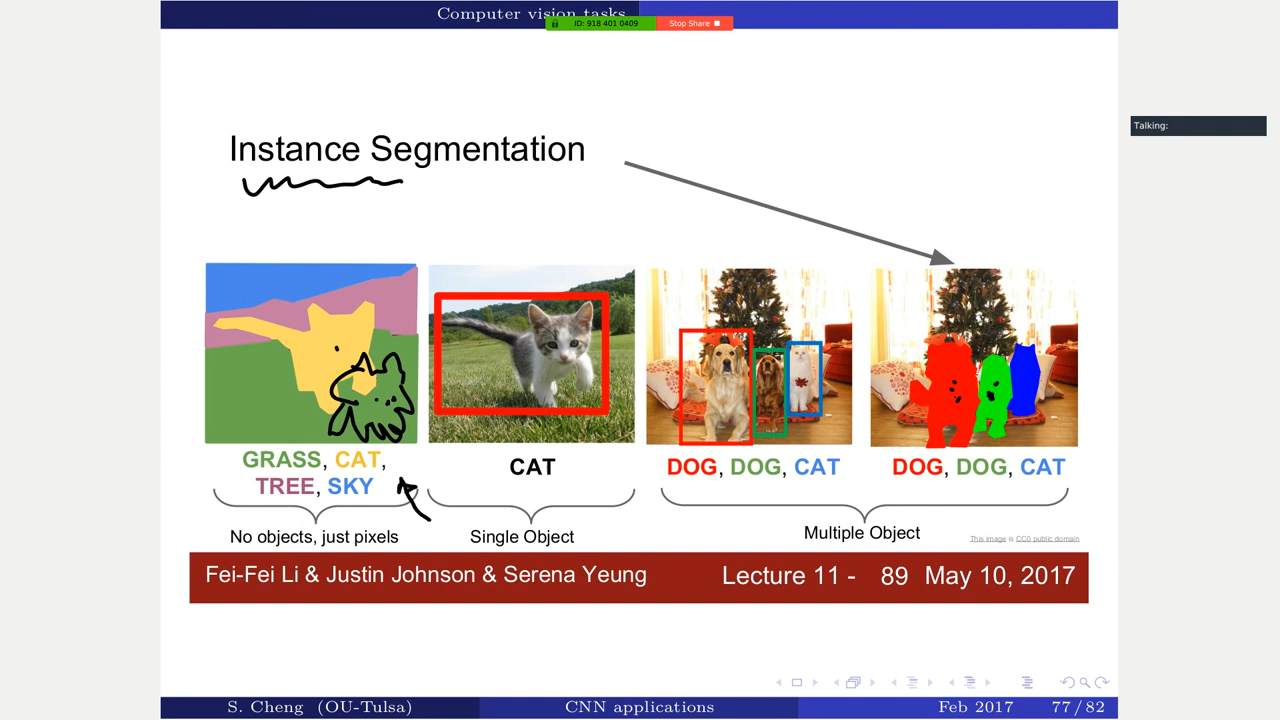 Computer vision tasks
ID: 918 401 0409 Stop Share
Talking:
Instance Segmentation
GRASS, CAT,
TREE, SKY
CAT
DOG, DOG, CAT
DOG, DOG, CAT
No objects, just pixels
Single Object
Multiple Object
This image is CC0 public domain
Fei-Fei Li & Justin Johnson & Serena Yeung Lecture 11 - 89 May 10, 2017
S. Cheng (OU-Tulsa) CNN applications Feb 2017 77 / 82